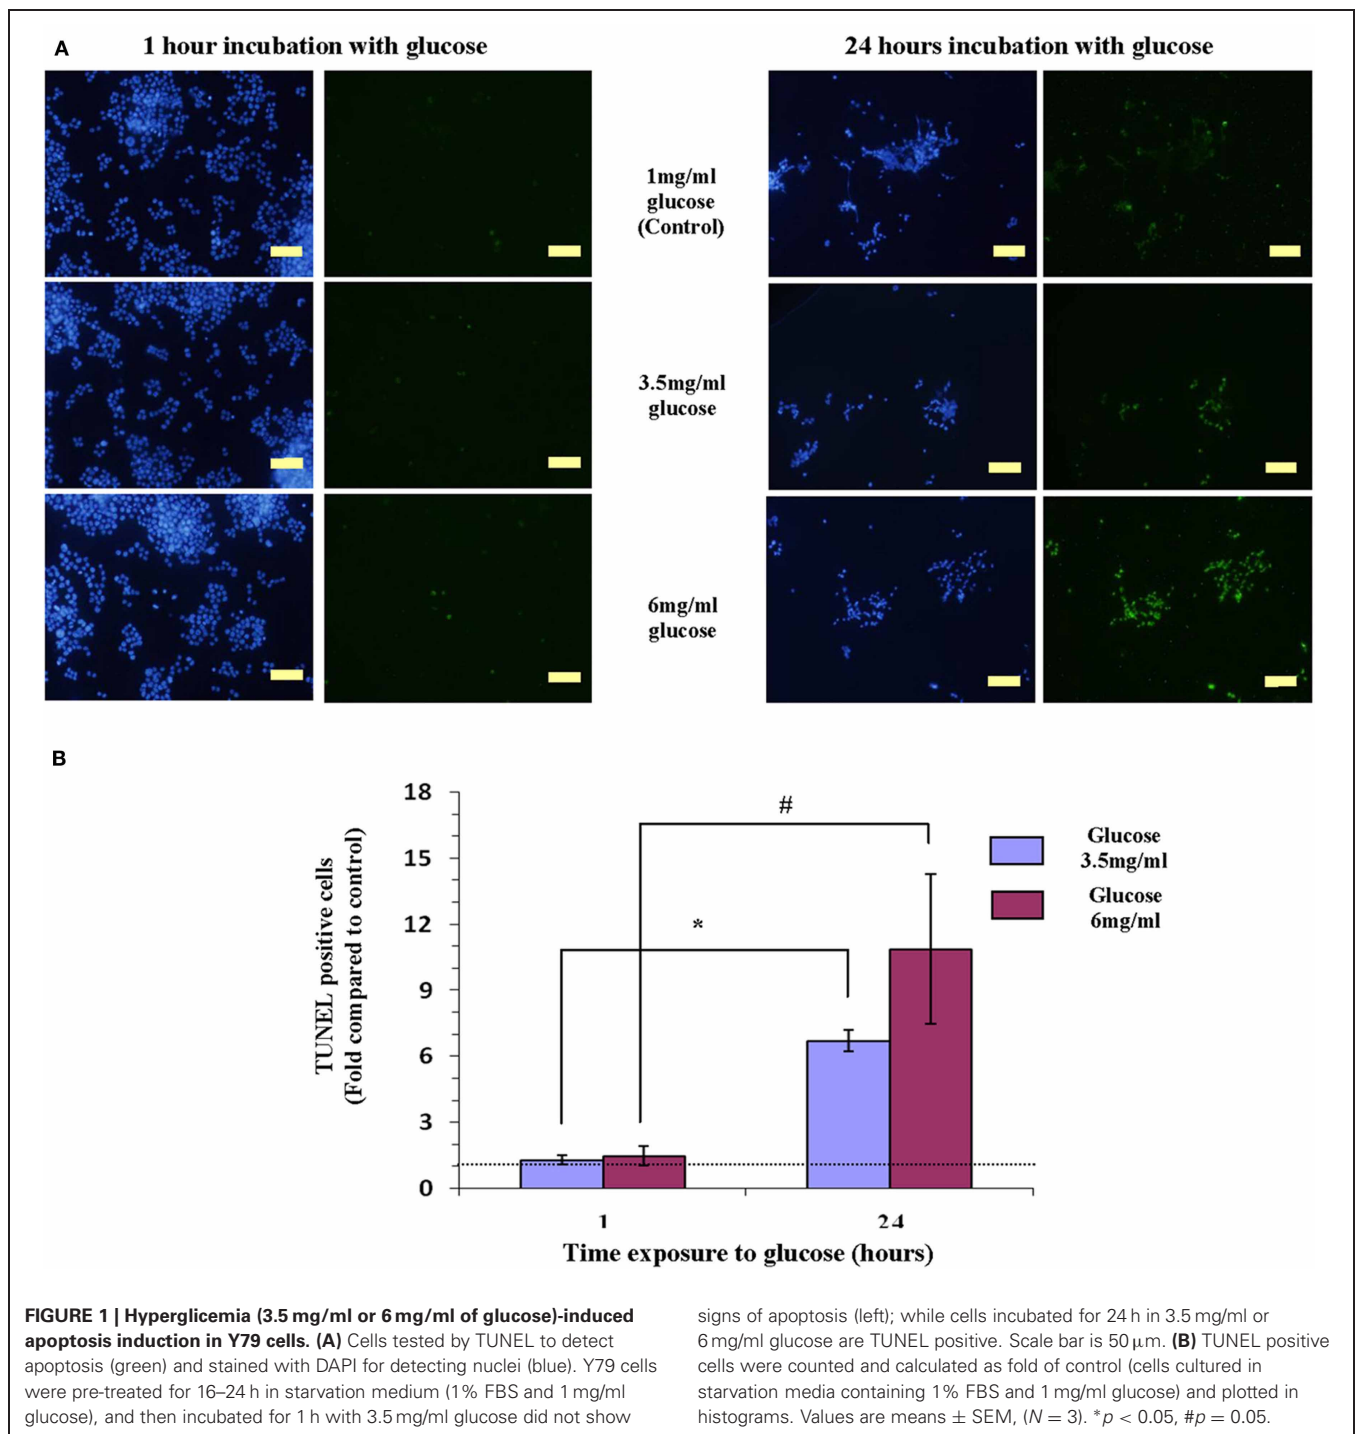 A
1 hour incubation with glucose
24 hours incubation with glucose
1mg/ml
glucose
(Control)
3.5mg/ml
glucose
6mg/ml
glucose
B
TUNEL positive cells
(Fold compared to control)
18
15
12
9
6
3
0
*
#
Glucose
3.5mg/ml
Glucose
6mg/ml
1
24
Time exposure to glucose (hours)
FIGURE 1 | Hyperglicemia (3.5 mg/ml or 6 mg/ml of glucose)-induced
apoptosis induction in Y79 cells. (A) Cells tested by TUNEL to detect
apoptosis (green) and stained with DAPI for detecting nuclei (blue). Y79 cells
were pre-treated for 16–24 h in starvation medium (1% FBS and 1 mg/ml
glucose), and then incubated for 1 h with 3.5 mg/ml glucose did not show
signs of apoptosis (left); while cells incubated for 24 h in 3.5 mg/ml or
6 mg/ml glucose are TUNEL positive. Scale bar is 50 μm. (B) TUNEL positive
cells were counted and calculated as fold of control (cells cultured in
starvation media containing 1% FBS and 1 mg/ml glucose) and plotted in
histograms. Values are means ± SEM, (N = 3). *p < 0.05, #p = 0.05.